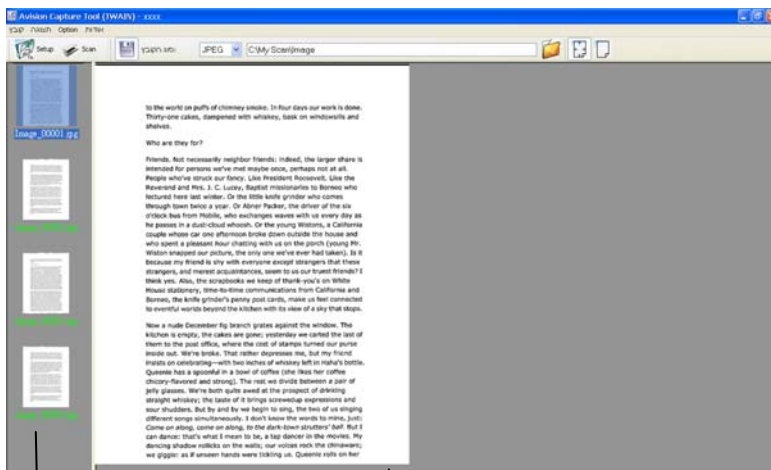 Avision Capture Tool (TWAIN) - xxxx
קובץ Option אודות
Setup Scan סוג הקובץ JPEG C:\My Scan\Image
Image_00001.jpg
to the world on puffs of chimney smoke. In four days our work is done.
Thirty-one cakes, dampened with whiskey, bask on windowsills and
shelves.
Who are they for?
Friends. Not necessarily neighbor friends: indeed, the larger share is
intended for persons we've met maybe once, perhaps not at all.
People who've struck our fancy. Like President Roosevelt. Like the
Reverend and Mrs. J. C. Lucey, Baptist missionaries to Borneo who
lectured here last winter. Or the little knife grinder who comes
through town twice a year. Or Abner Packer, the driver of the six
o'clock bus from Mobile, who exchanges waves with us every day as
he passes in a dust-cloud whoosh. Or the young Wistons, a California
couple whose car one afternoon broke down outside the house and
who spent a pleasant hour chatting with us on the porch (young Mr.
Wiston snapped our picture, the only one we've ever had taken). Is it
because my friend is shy with everyone except strangers that these
strangers, and merest acquaintances, seem to us our truest friends? I
think yes. Also, the scrapbooks we keep of thank-you's on White
House stationery, time-to-time communications from California and
Borneo, the knife grinder's penny post cards, make us feel connected
to eventful worlds beyond the kitchen with its view of a sky that stops.
Now a nude December fig branch grates against the window. The
kitchen is empty, the cakes are gone; yesterday we carted the last of
them to the post office, where the cost of stamps turned our purse
inside out. We're broke. That rather depresses me, but my friend
insists on celebrating—with two inches of whiskey left in Haha's bottle.
Queenie has a spoonful in a bowl of coffee (she likes her coffee
chicory-flavored and strong). The rest we divide between a pair of
jelly glasses. We're both quite awed at the prospect of drinking
straight whiskey; the taste of it brings screwedup expressions and
sour shudders. But by and by we begin to sing, the two of us singing
different songs simultaneously. I don't know the words to mine, just:
Come on along, come on along, to the dark-town strutters' ball. But I
can dance: that's what I mean to be, a tap dancer in the movies. My
dancing shadow rollicks on the walls; our voices rock the chinaware;
we giggle: as if unseen hands were tickling us. Queenie rolls on her